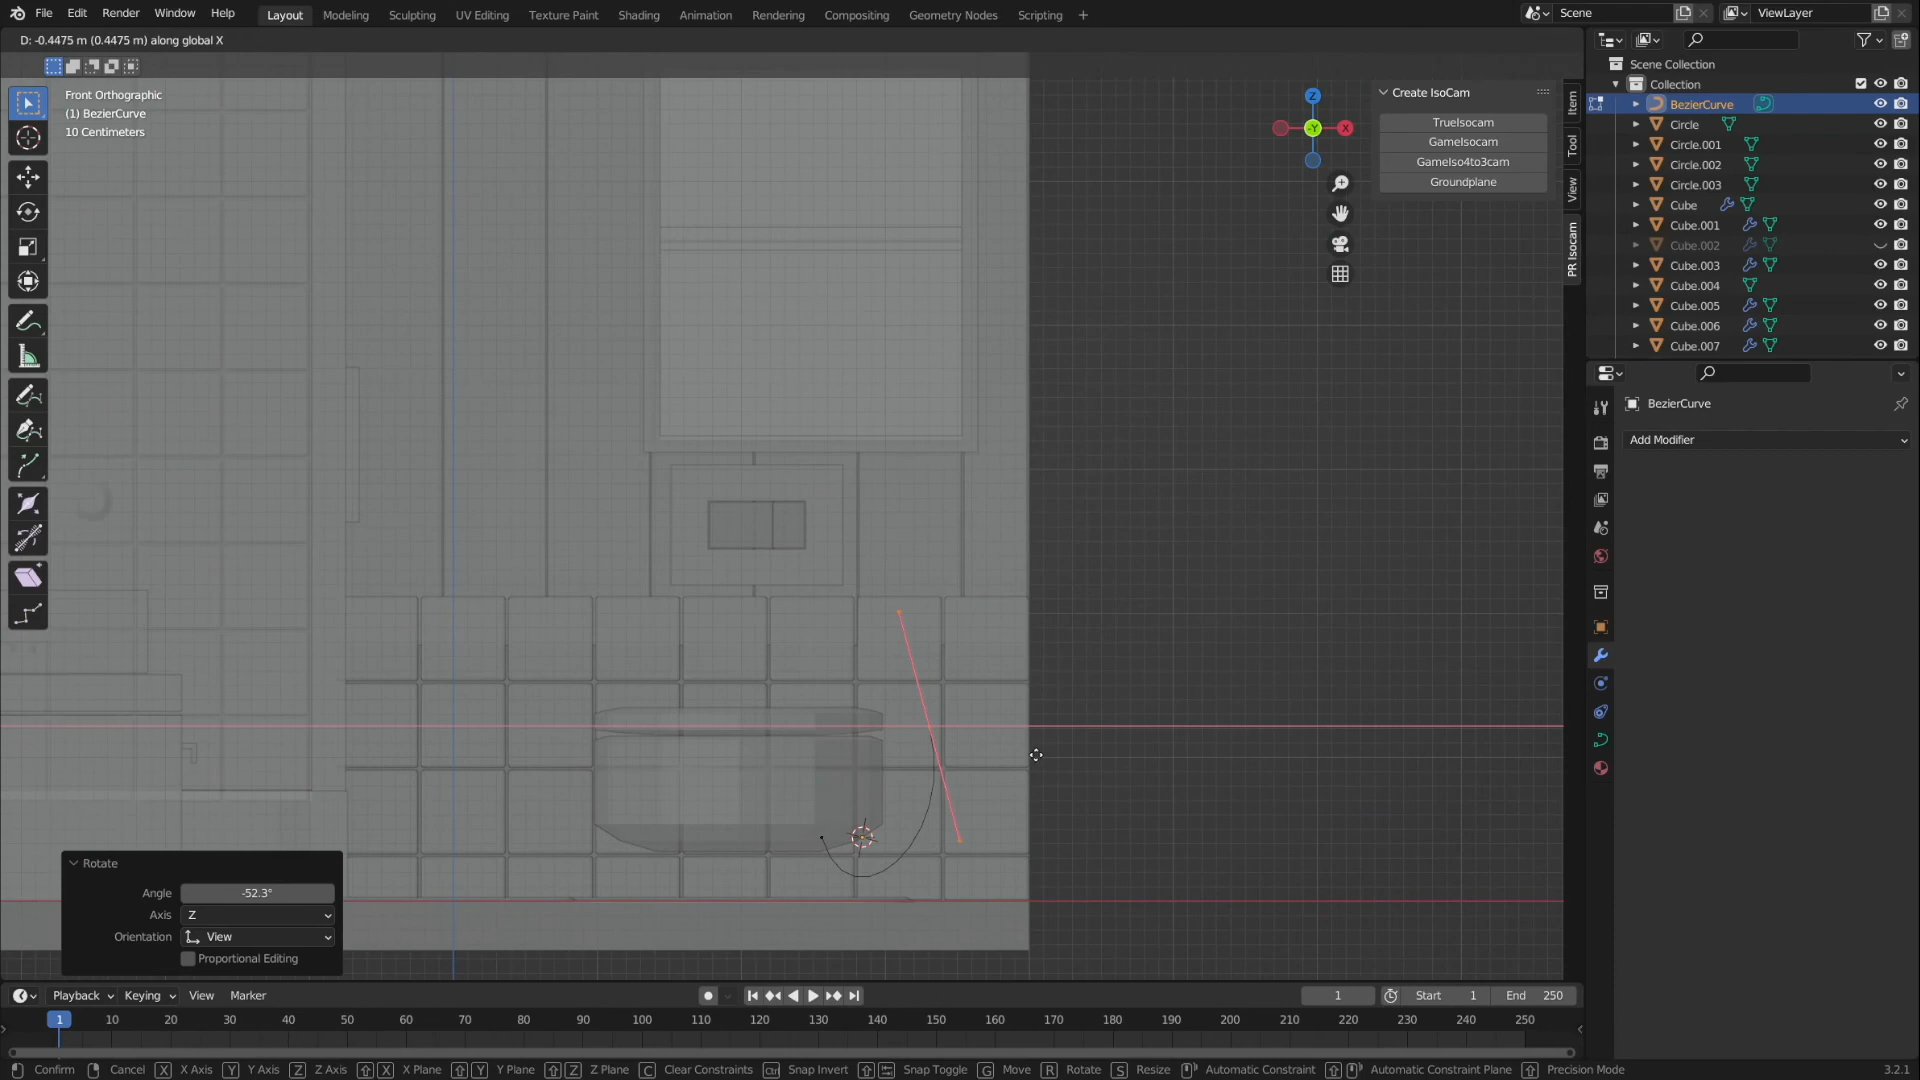 File Edit Render Window Help Layout Modeling Sculpting UV Editing Texture Paint Shading Animation Rendering Compositing Geometry Nodes Scripting Scene ViewLayer
D: -0.4475 m (0.4475 m) along global X
Front Orthographic
(1) BezierCurve
10 Centimeters
Z
-Y
X
Create IsoCam
TrueIsocam
GameIsocam
GameIso4to3cam
Groundplane
Item
Tool
View
PR Isocam
Scene Collection
Collection
BezierCurve
Circle
Circle.001
Circle.002
Circle.003
Cube
Cube.001
Cube.002
Cube.003
Cube.004
Cube.005
Cube.006
Cube.007
BezierCurve
Add Modifier
Rotate
Angle -52.3°
Axis Z
Orientation View
Proportional Editing
Playback Keying View Marker 1 Start 1 End 250
1 10 20 30 40 50 60 70 80 90 100 110 120 130 140 150 160 170 180 190 200 210 220 230 240 250
Confirm Cancel X X Axis Y Y Axis Z Z Axis X X Plane Y Y Plane Z Z Plane C Clear Constraints Ctrl Snap Invert Snap Toggle G Move R Rotate S Resize Automatic Constraint Automatic Constraint Plane Precision Mode 3.2.1